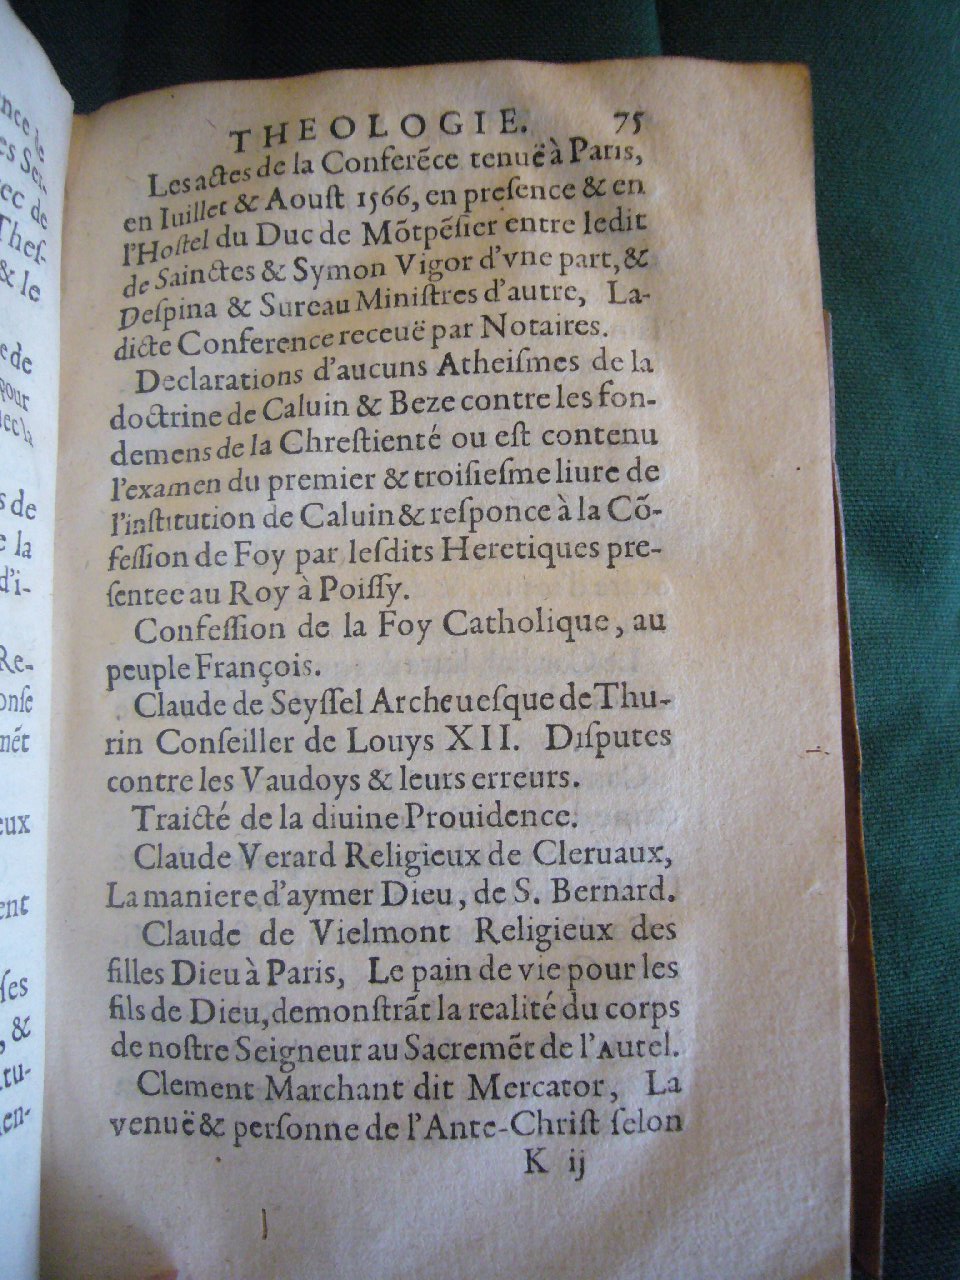 THEOLOGIE. 75
Les actes de la Conferẽce tenuë à Paris,
en Iuillet & Aoust 1566, en preſence & en
l'Hoſtel du Duc de Mõtpẽſier entre ledit
de Sainctes & Symon Vigor d'vne part, &
Deſpina & Sureau Miniſtres d'autre, La-
dicte Conference receuë par Notaires.
Declarations d'aucuns Atheiſmes de la
doctrine de Caluin & Beze contre les fon-
demens de la Chreſtienté ou eſt contenu
l'examen du premier & troiſieſme liure de
l'inſtitution de Caluin & reſponce à la Cõ-
feſſion de Foy par leſdits Heretiques pre-
ſentee au Roy à Poiſſy.
Confeſſion de la Foy Catholique, au
peuple François.
Claude de Seyſſel Archeueſque de Thu-
rin Conſeiller de Louys XII. Diſputes
contre les Vaudoys & leurs erreurs.
Traicté de la diuine Prouidence.
Claude Verard Religieux de Cleruaux,
La maniere d'aymer Dieu, de S. Bernard.
Claude de Vielmont Religieux des
filles Dieu à Paris, Le pain de vie pour les
fils de Dieu, demonſtrãt la realité du corps
de noſtre Seigneur au Sacremẽt de l'Autel.
Clement Marchant dit Mercator, La
venuë & perſonne de l'Ante-Chriſt ſelon
K ij